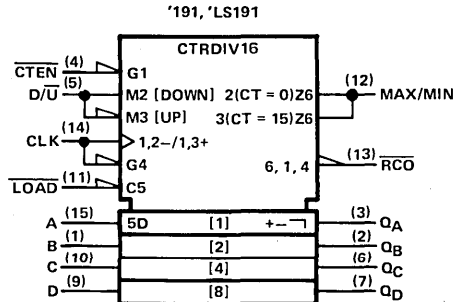 '191, 'LS191
CTRDIV16
CTEN (4) G1
D/U (5) M2 [DOWN] 2(CT = 0)Z6 (12) MAX/MIN
M3 [UP] 3(CT = 15)Z6
CLK (14) 1,2–/1,3+
G4 6, 1, 4 (13) RCO
LOAD (11) C5
A (15) 5D [1] +– (3) QA
B (1) [2] (2) QB
C (10) [4] (6) QC
D (9) [8] (7) QD